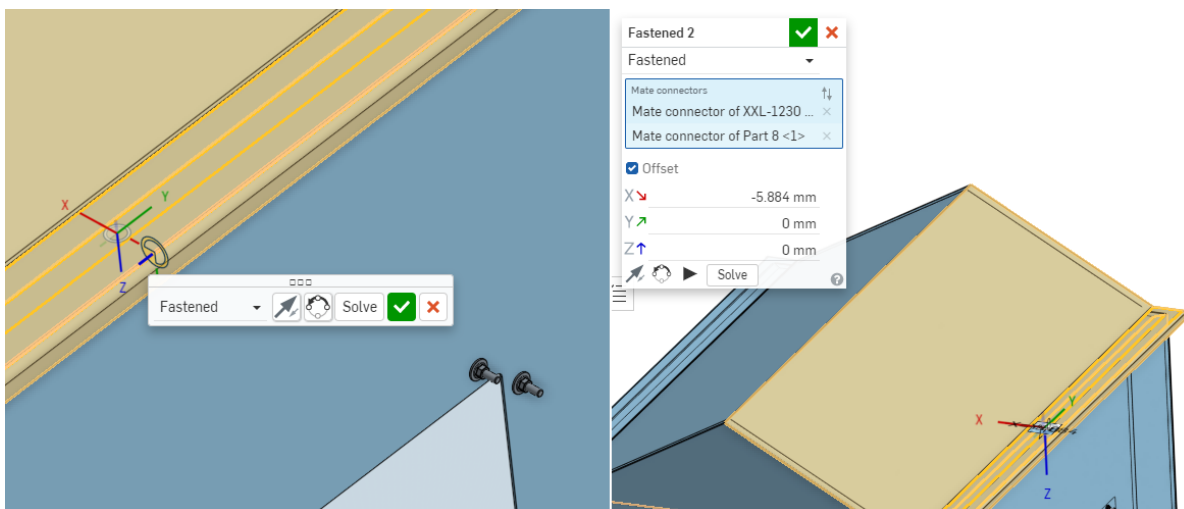 X
Y
Z
Fastened
Solve
Fastened 2
Fastened
Mate connectors
Mate connector of XXL-1230 ...
Mate connector of Part 8 <1>
Offset
X -5.884 mm
Y 0 mm
Z 0 mm
Solve
X
Y
Z